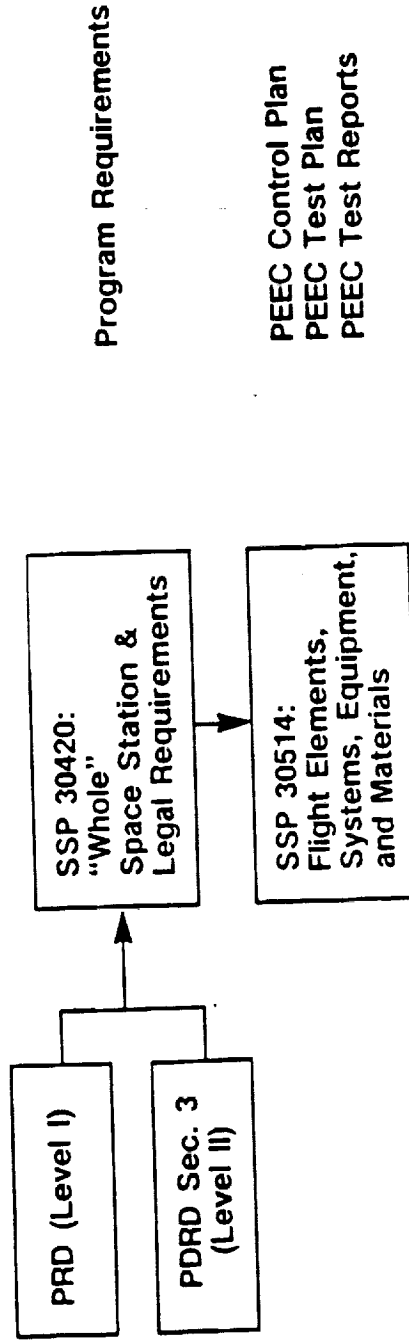 PRD (Level I)
PDRD Sec. 3
(Level II)
SSP 30420:
“Whole”
Space Station &
Legal Requirements
Program Requirements
SSP 30514:
Flight Elements,
Systems, Equipment,
and Materials
PEEC Control Plan
PEEC Test Plan
PEEC Test Reports